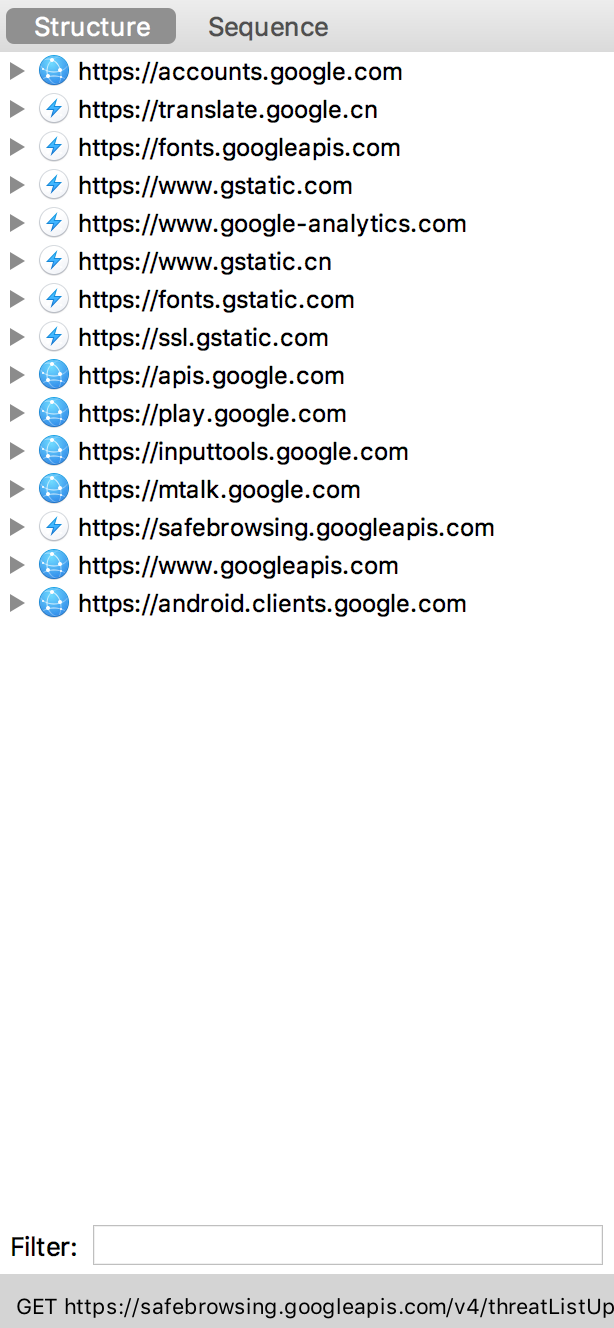 Structure Sequence
https://accounts.google.com
https://translate.google.cn
https://fonts.googleapis.com
https://www.gstatic.com
https://www.google-analytics.com
https://www.gstatic.cn
https://fonts.gstatic.com
https://ssl.gstatic.com
https://apis.google.com
https://play.google.com
https://inputtools.google.com
https://mtalk.google.com
https://safebrowsing.googleapis.com
https://www.googleapis.com
https://android.clients.google.com
Filter:
GET https://safebrowsing.googleapis.com/v4/threatListUp